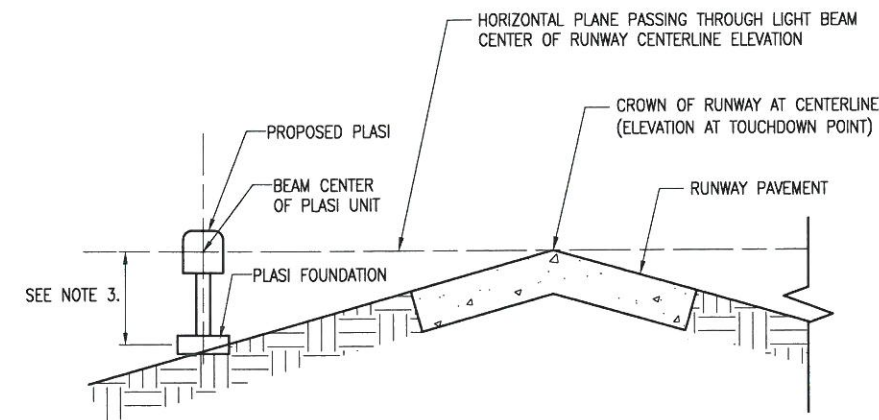 HORIZONTAL PLANE PASSING THROUGH LIGHT BEAM
CENTER OF RUNWAY CENTERLINE ELEVATION
CROWN OF RUNWAY AT CENTERLINE
(ELEVATION AT TOUCHDOWN POINT)
PROPOSED PLASI
BEAM CENTER
OF PLASI UNIT
RUNWAY PAVEMENT
PLASI FOUNDATION
SEE NOTE 3.